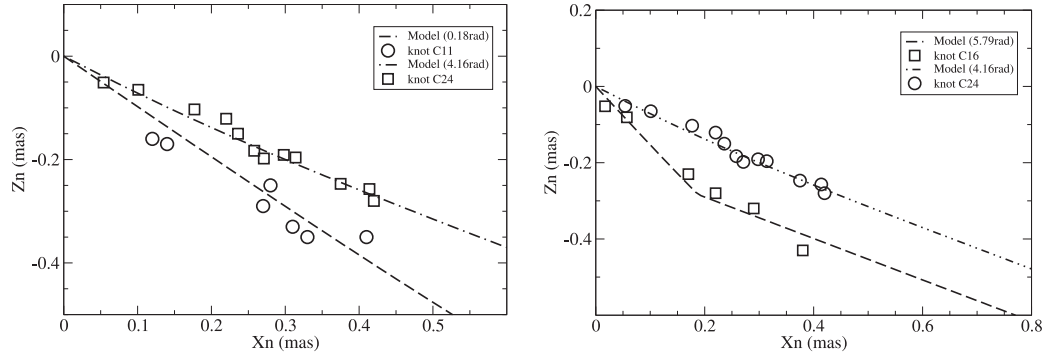 Model (0.18rad)
knot C11
Model (4.16rad)
knot C24
0
-0.2
-0.4
Zn (mas)
0 0.1 0.2 0.3 0.4 0.5
Xn (mas)
0.2
Model (5.79rad)
knot C16
Model (4.16rad)
knot C24
0
-0.2
-0.4
Zn (mas)
0 0.2 0.4 0.6 0.8
Xn (mas)